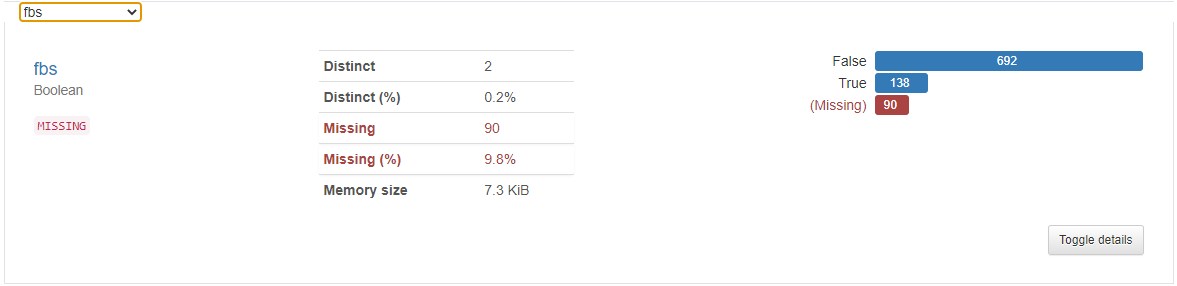 fbs
fbs
Boolean
MISSING
Distinct 2
Distinct (%) 0.2%
Missing 90
Missing (%) 9.8%
Memory size 7.3 KiB
False 692
True 138
(Missing) 90
Toggle details